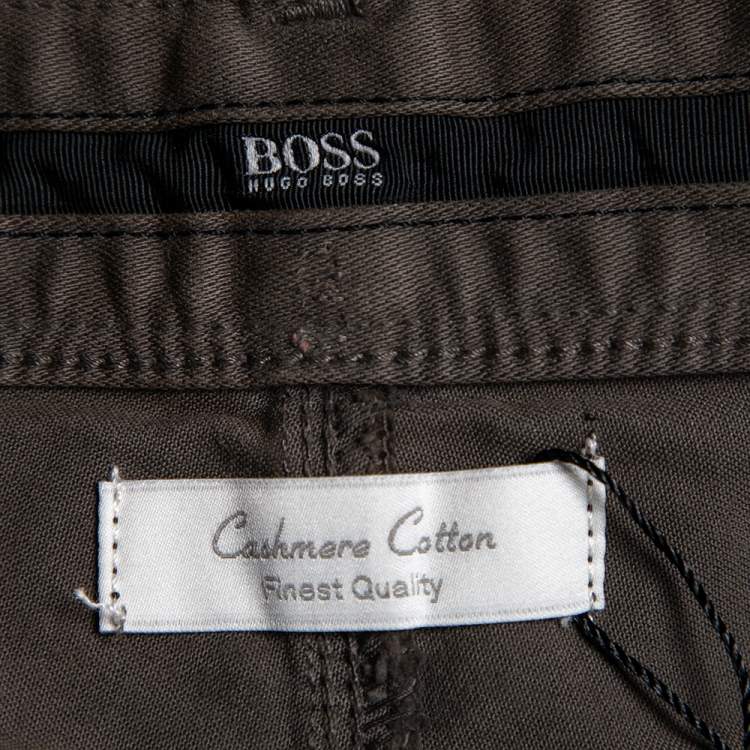 BOSS
HUGO BOSS
Cashmere Cotton
Finest Quality